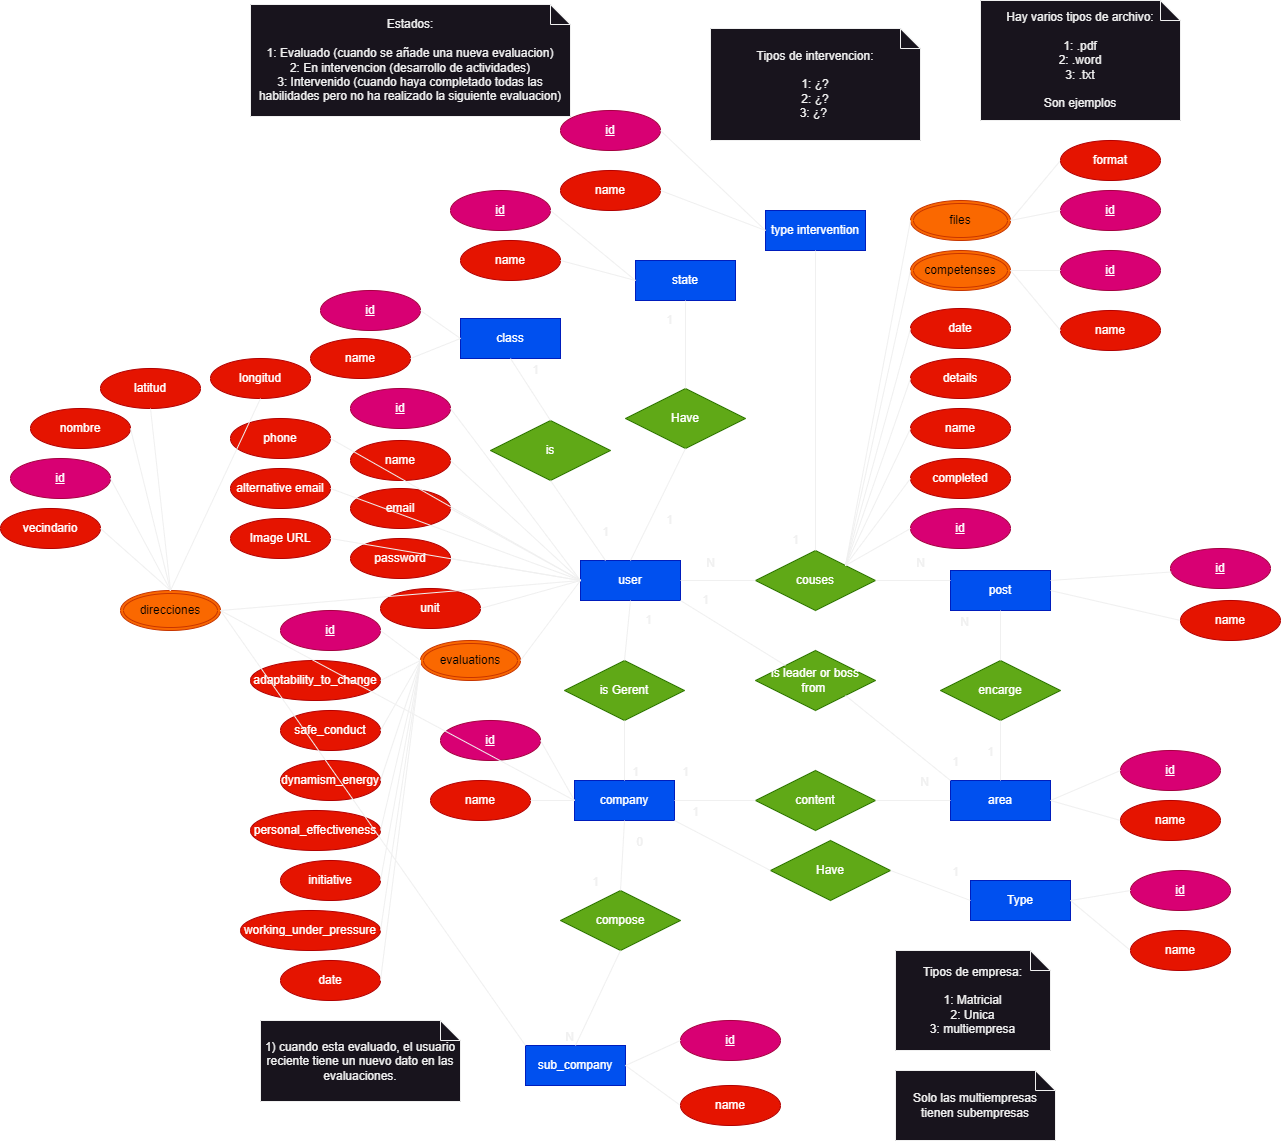 Estados:
1: Evaluado (cuando se añade una nueva evaluacion)
2: En intervencion (desarrollo de actividades)
3: Intervenido (cuando haya completado todas las
habilidades pero no ha realizado la siguiente evaluacion)
Tipos de intervencion:
1: ¿?
2: ¿?
3: ¿?
Hay varios tipos de archivo:
1: .pdf
2: .word
3: .txt
Son ejemplos
id
name
type intervention
id
name
state
1
id
name
class
1
files
format
id
competenses
id
name
date
details
name
completed
id
latitud
longitud
nombre
id
vecindario
direcciones
phone
alternative email
Image URL
id
name
email
password
unit
is
Have
1
1
1
user
N
couses
N
post
id
name
1
1
N
id
adaptability_to_change
safe_conduct
dynamism_energy
personal_effectiveness
initiative
working_under_pressure
date
evaluations
is Gerent
is leader or boss
from
encarge
id
name
company
1
1
1
0
content
1
1
N
area
id
name
Have
1
Type
id
name
1
compose
N
sub_company
id
name
Tipos de empresa:
1: Matricial
2: Unica
3: multiempresa
1) cuando esta evaluado, el usuario
reciente tiene un nuevo dato en las
evaluaciones.
Solo las multiempresas
tienen subempresas